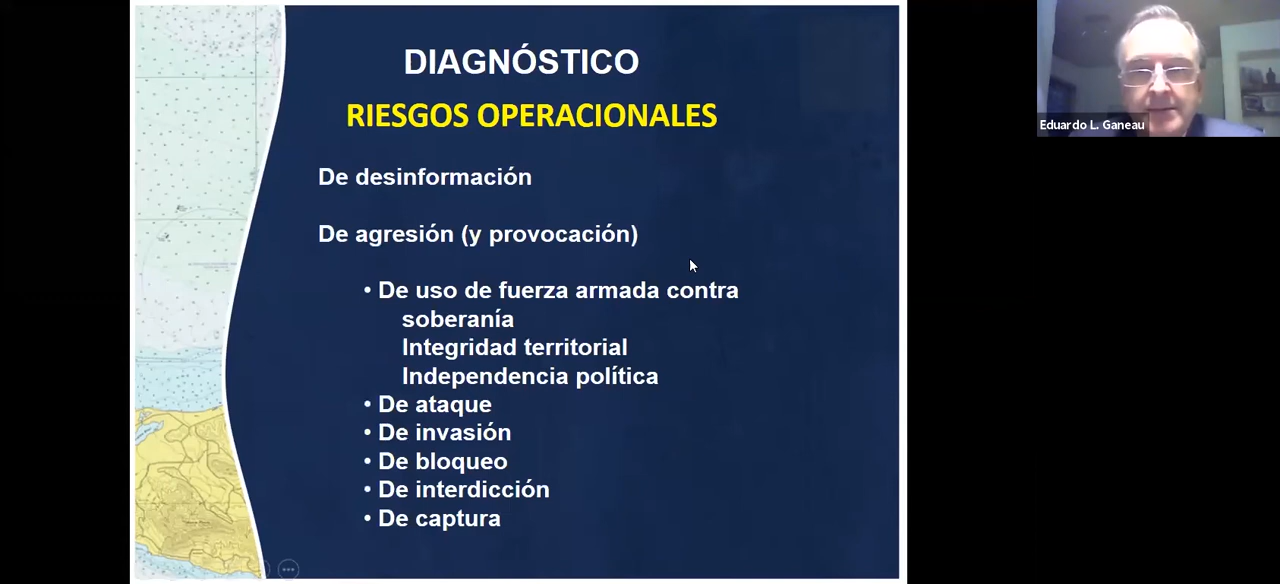 DIAGNÓSTICO
RIESGOS OPERACIONALES
De desinformación
De agresión (y provocación)
• De uso de fuerza armada contra
soberanía
Integridad territorial
Independencia política
• De ataque
• De invasión
• De bloqueo
• De interdicción
• De captura
Eduardo L. Ganeau